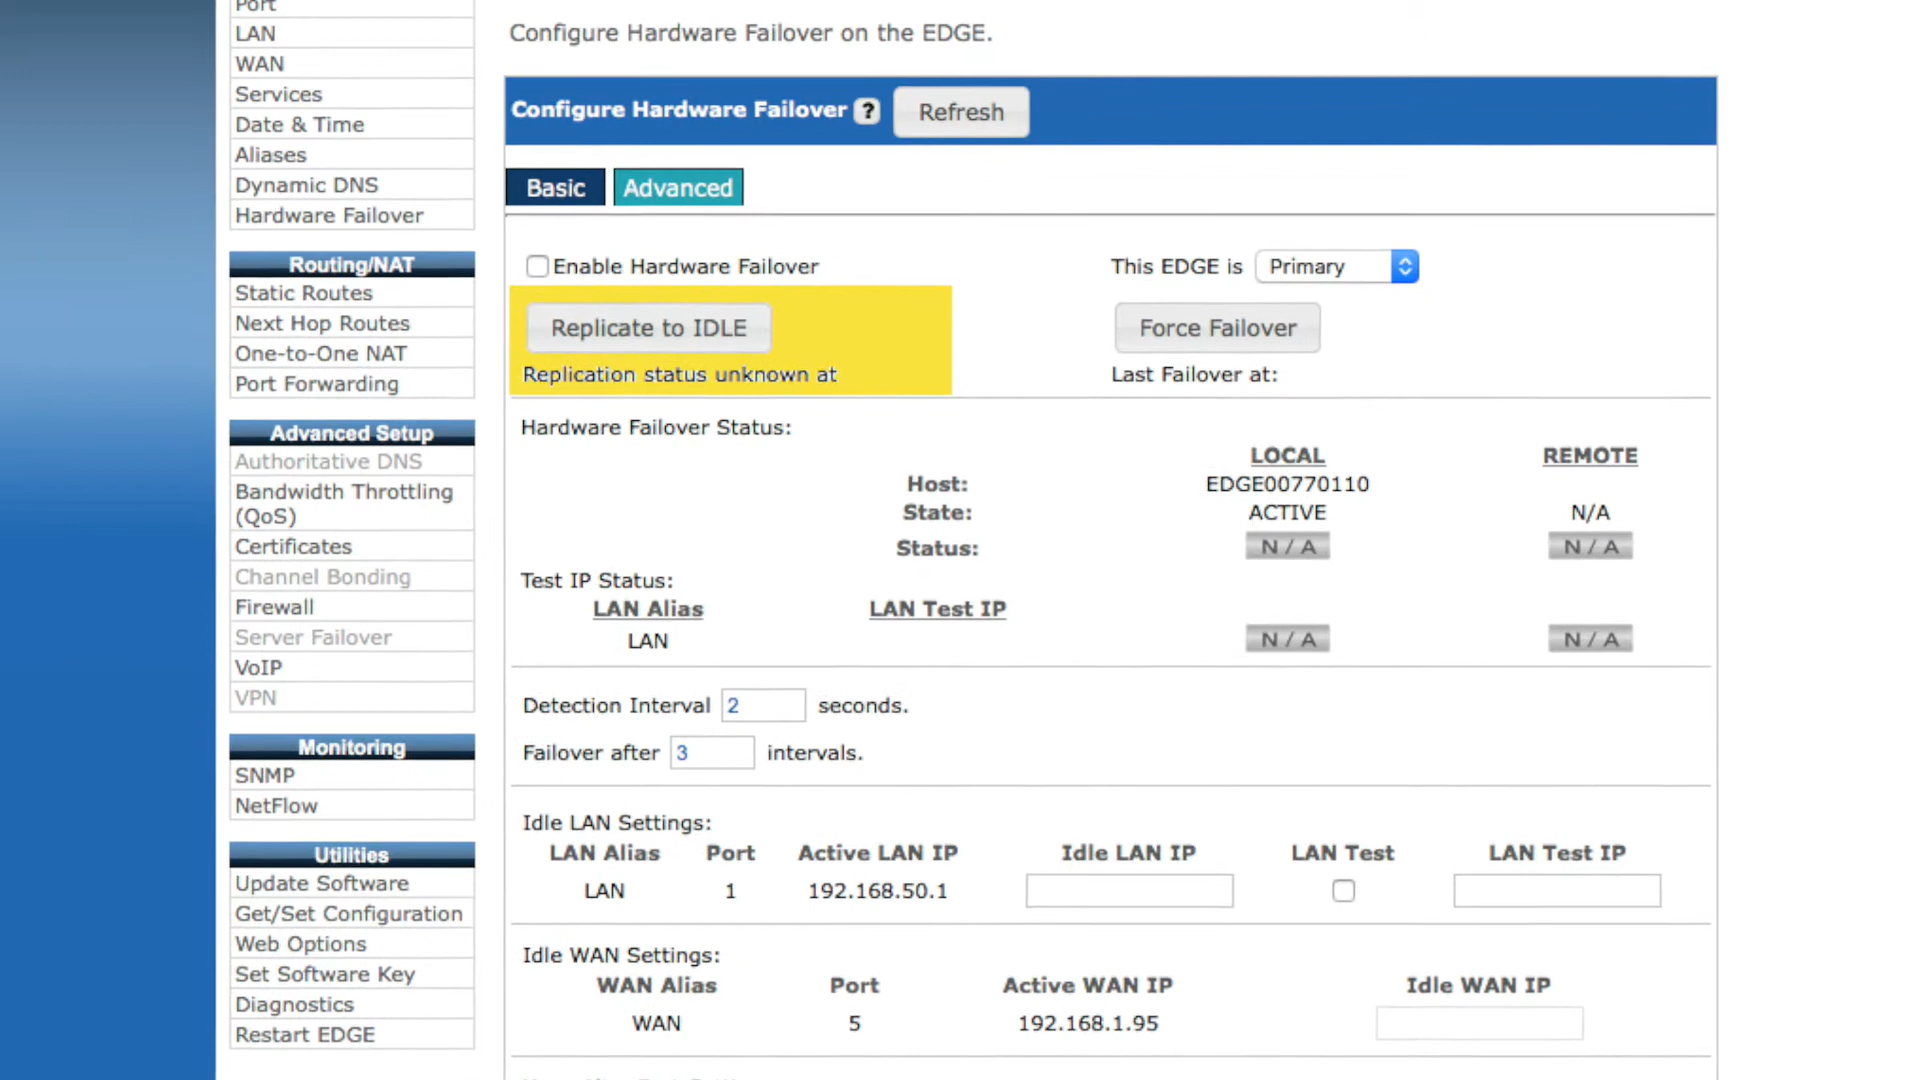 Port
LAN
WAN
Services
Date & Time
Aliases
Dynamic DNS
Hardware Failover
Routing/NAT
Static Routes
Next Hop Routes
One-to-One NAT
Port Forwarding
Advanced Setup
Authoritative DNS
Bandwidth Throttling
(QoS)
Certificates
Channel Bonding
Firewall
Server Failover
VoIP
VPN
Monitoring
SNMP
NetFlow
Utilities
Update Software
Get/Set Configuration
Web Options
Set Software Key
Diagnostics
Restart EDGE
Configure Hardware Failover on the EDGE.
Configure Hardware Failover ? Refresh
Basic Advanced
Enable Hardware Failover This EDGE is Primary
Replicate to IDLE Force Failover
Replication status unknown at Last Failover at:
Hardware Failover Status:
LOCAL REMOTE
Host: EDGE00770110
State: ACTIVE N/A
Status: N / A N / A
Test IP Status:
LAN Alias LAN Test IP
LAN N / A N / A
Detection Interval 2 seconds.
Failover after 3 intervals.
Idle LAN Settings:
LAN Alias Port Active LAN IP Idle LAN IP LAN Test LAN Test IP
LAN 1 192.168.50.1
Idle WAN Settings:
WAN Alias Port Active WAN IP Idle WAN IP
WAN 5 192.168.1.95